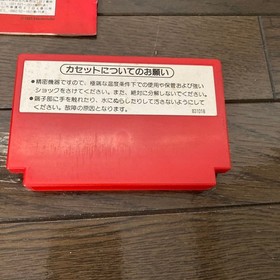 カセットについてのお願い
●精密機器ですので、極端な温度条件下での使用や保管および強い
ショックをさけてください。また、絶対に分解しないでください。
●端子部に手を触れたり、水にぬらしたりして汚さないようにして
ください。故障の原因となります。